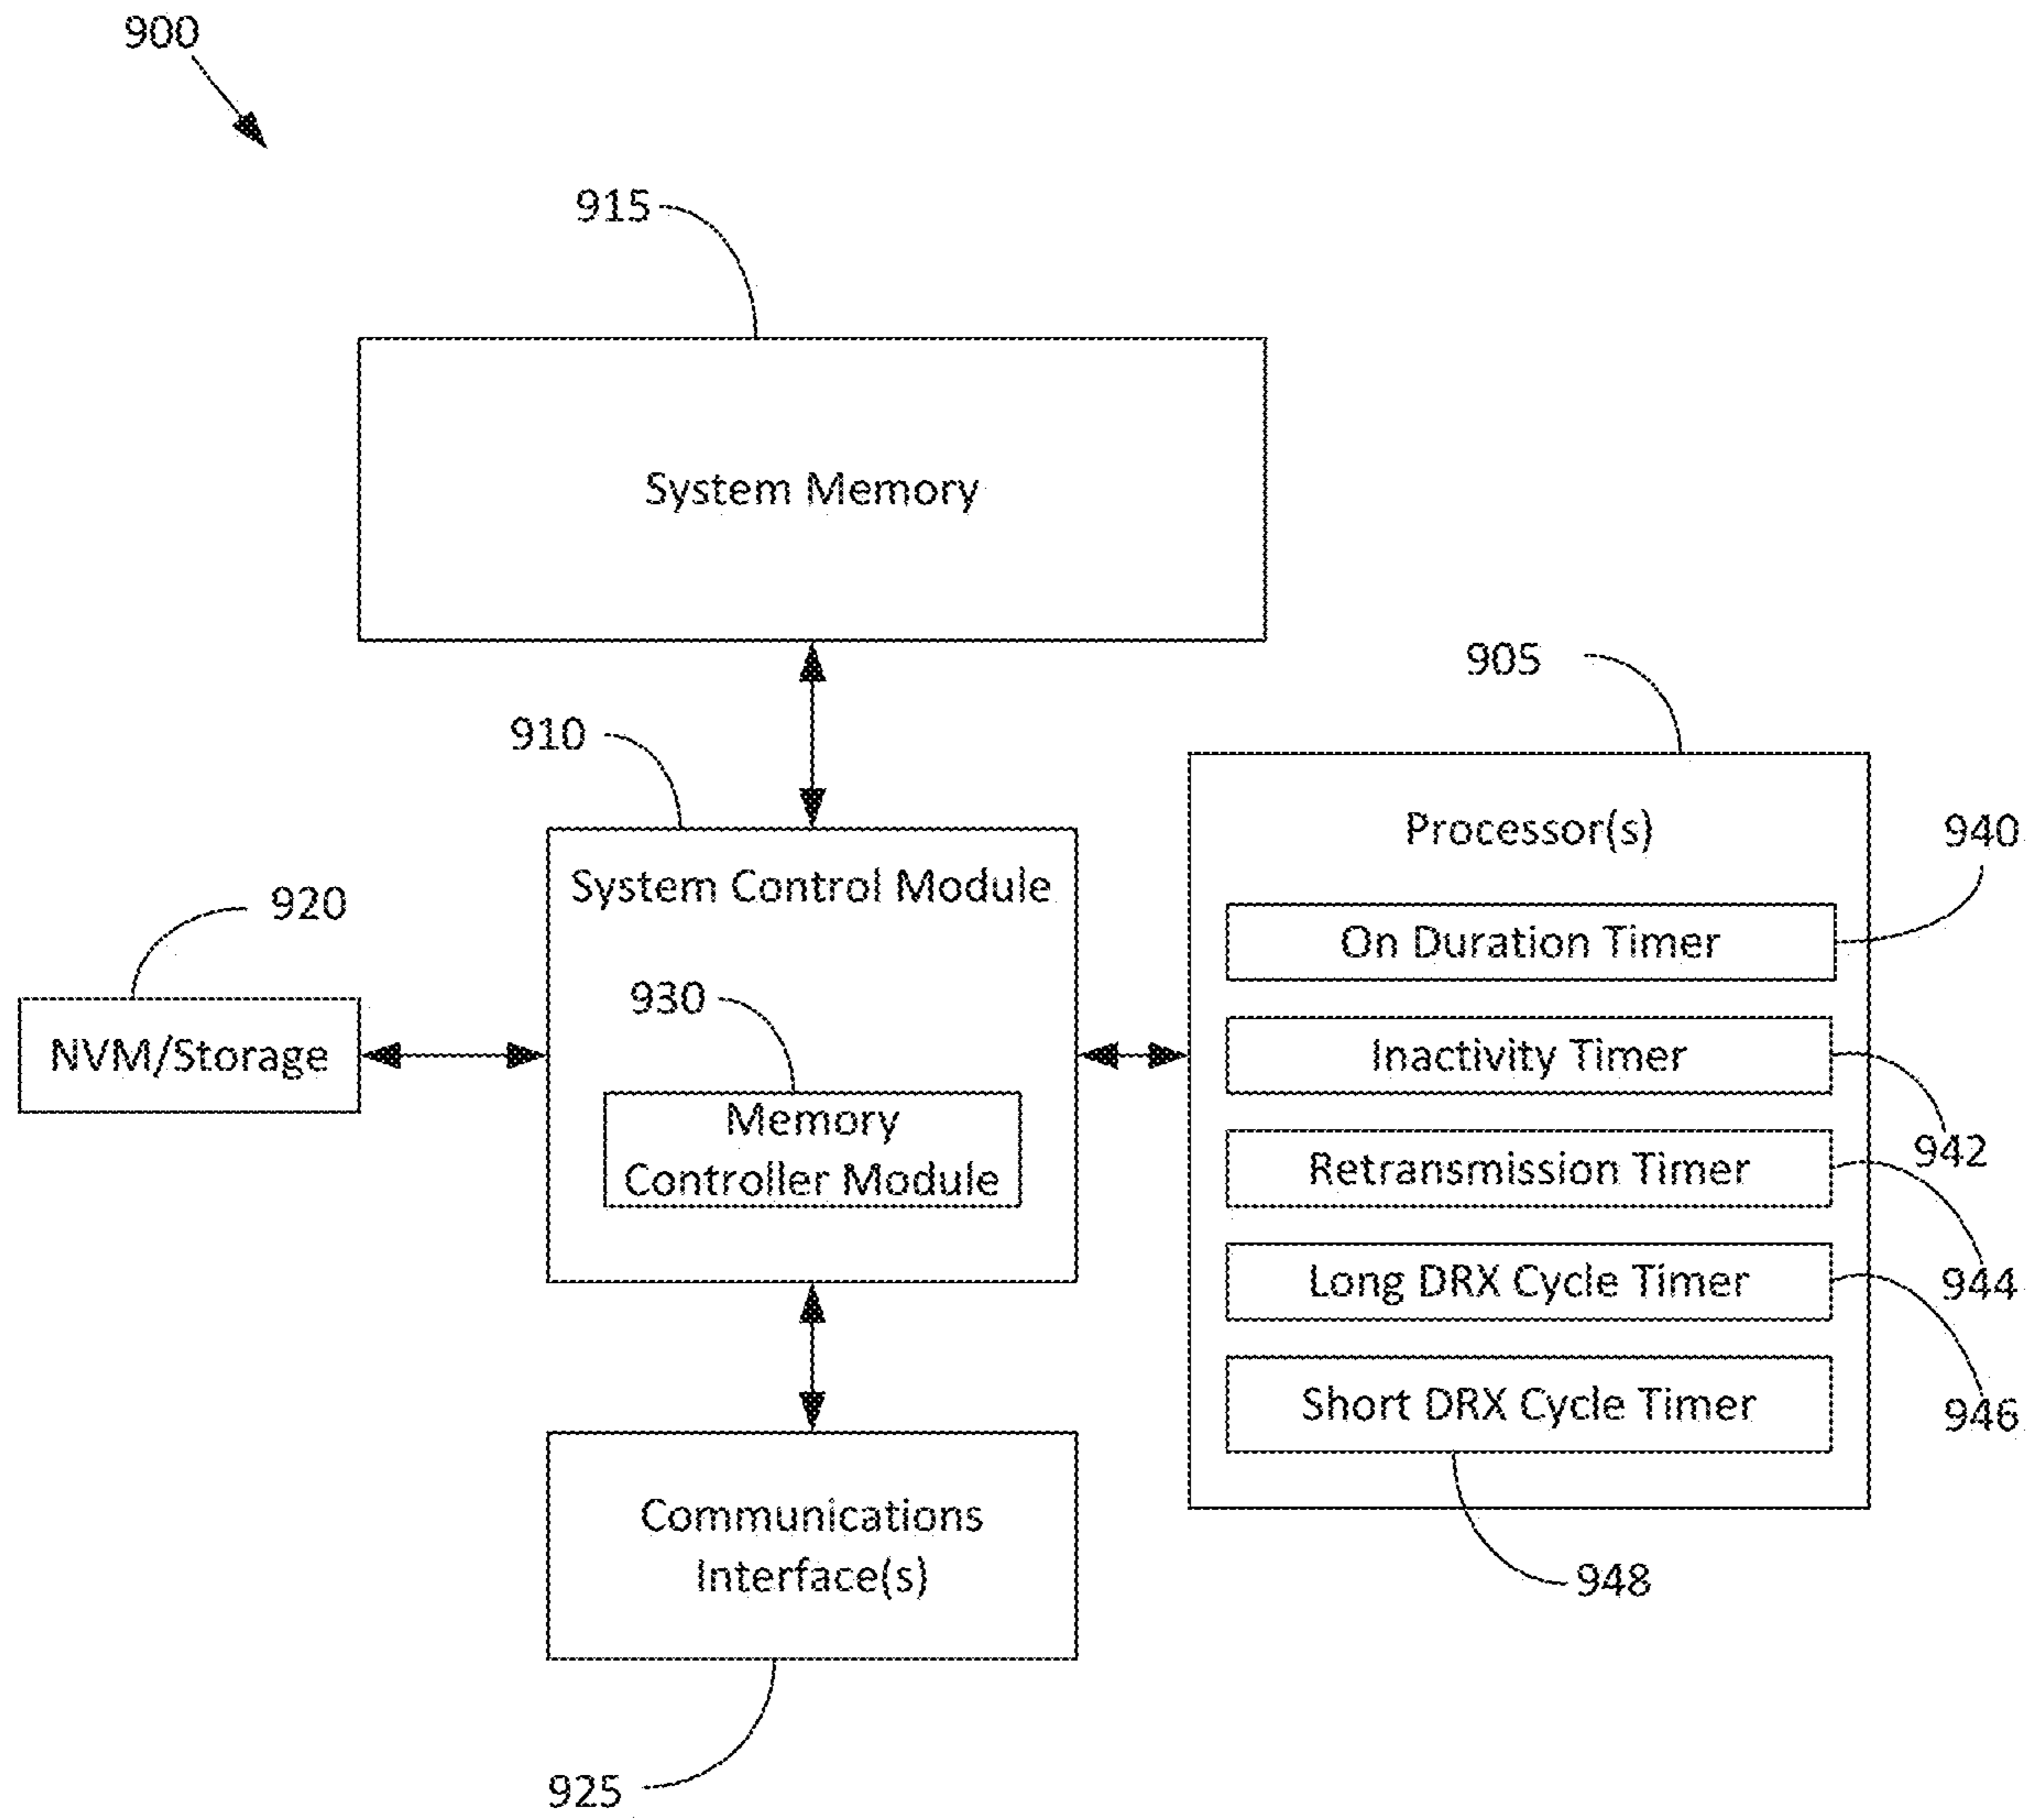 900
915
System Memory
905
910
Processor(s)
940
System Control Module
920
On Duration Timer
930
NVM/Storage
Inactivity Timer
Memory
Controller Module
942
Retransmission Timer
Long DRX Cycle Timer
944
Short DRX Cycle Timer
946
Communications
Interface(s)
948
925